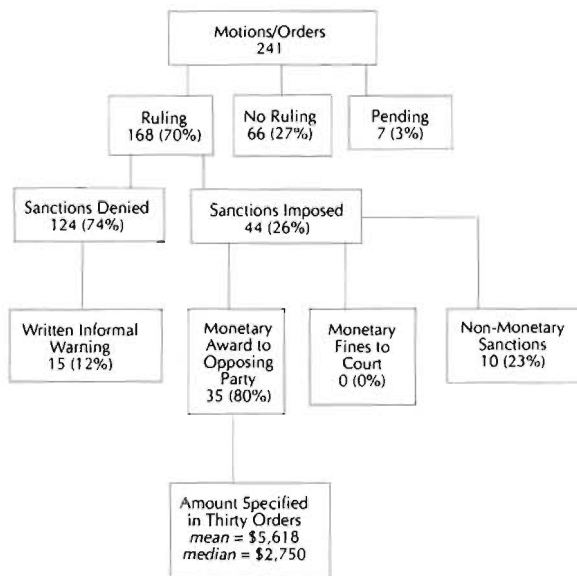 Motions/Orders
241
Ruling
168 (70%)
No Ruling
66 (27%)
Pending
7 (3%)
Sanctions Denied
124 (74%)
Sanctions Imposed
44 (26%)
Written Informal
Warning
15 (12%)
Monetary
Award to
Opposing
Party
35 (80%)
Monetary
Fines to
Court
0 (0%)
Non-Monetary
Sanctions
10 (23%)
Amount Specified
in Thirty Orders
mean = $5,618
median = $2,750